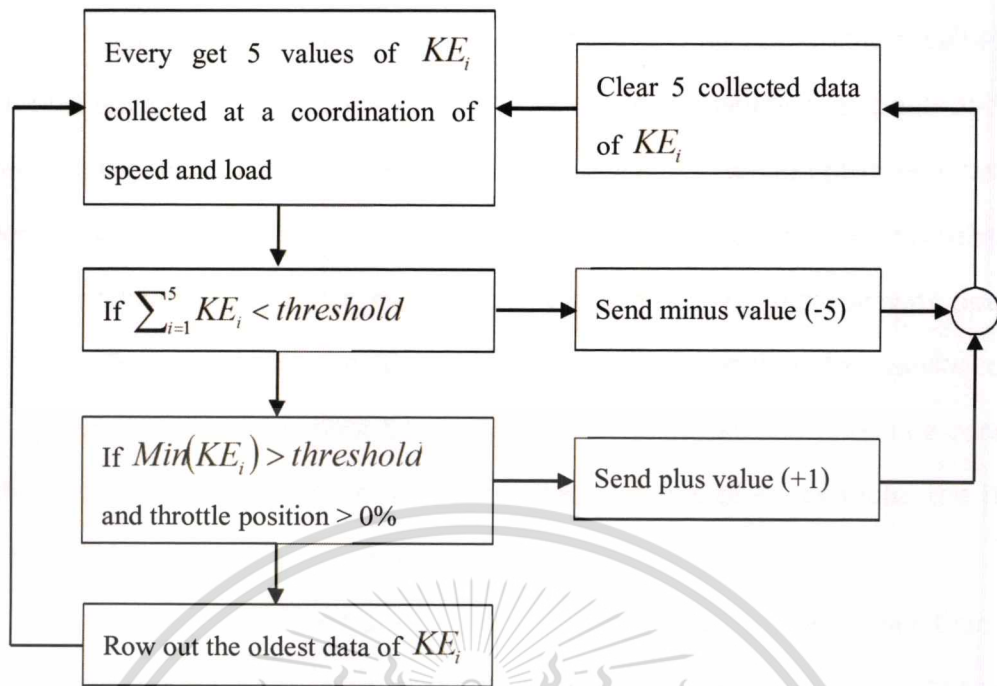 Every get 5 values of KE_i
collected at a coordination of
speed and load
Clear 5 collected data
of KE_i
If ∑_{i=1}^{5} KE_i < threshold
Send minus value (-5)
If Min(KE_i) > threshold
and throttle position > 0%
Send plus value (+1)
Row out the oldest data of KE_i